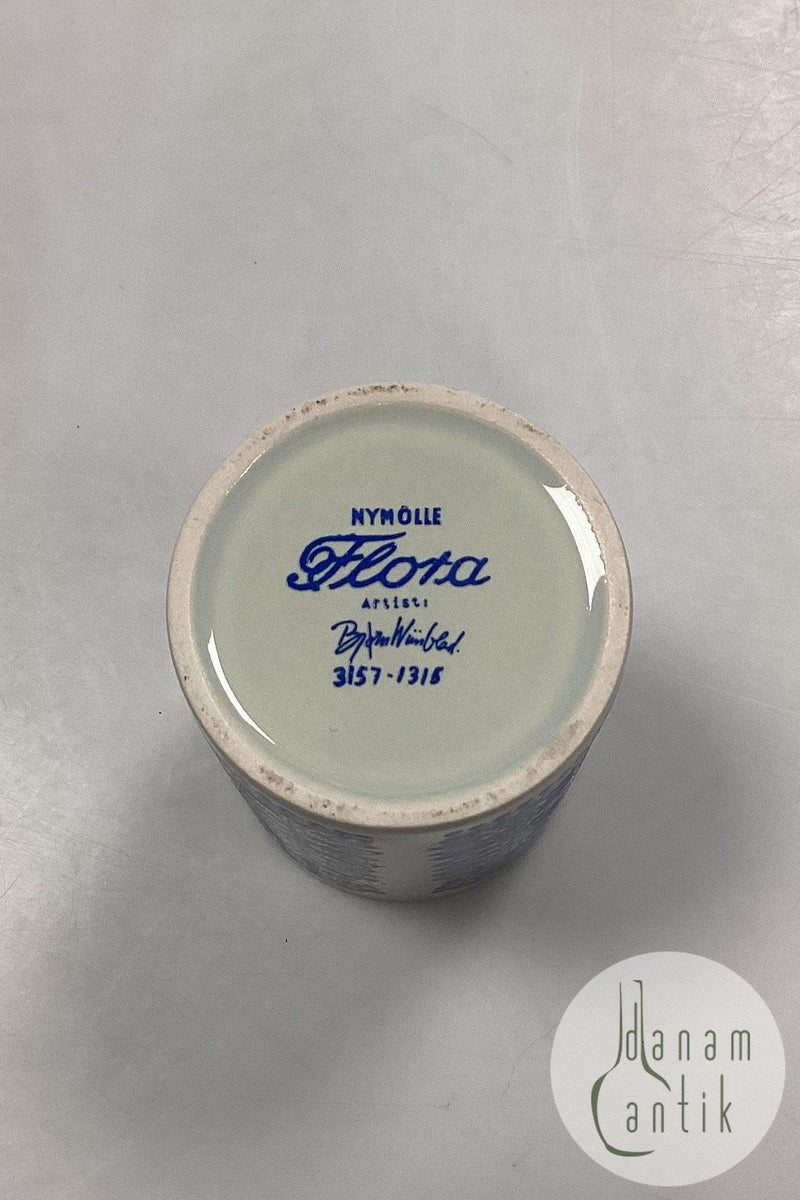 NYMÖLLE
Flora
Artist:
Bjørn Wiinblad.
3157-1318
danam
antik